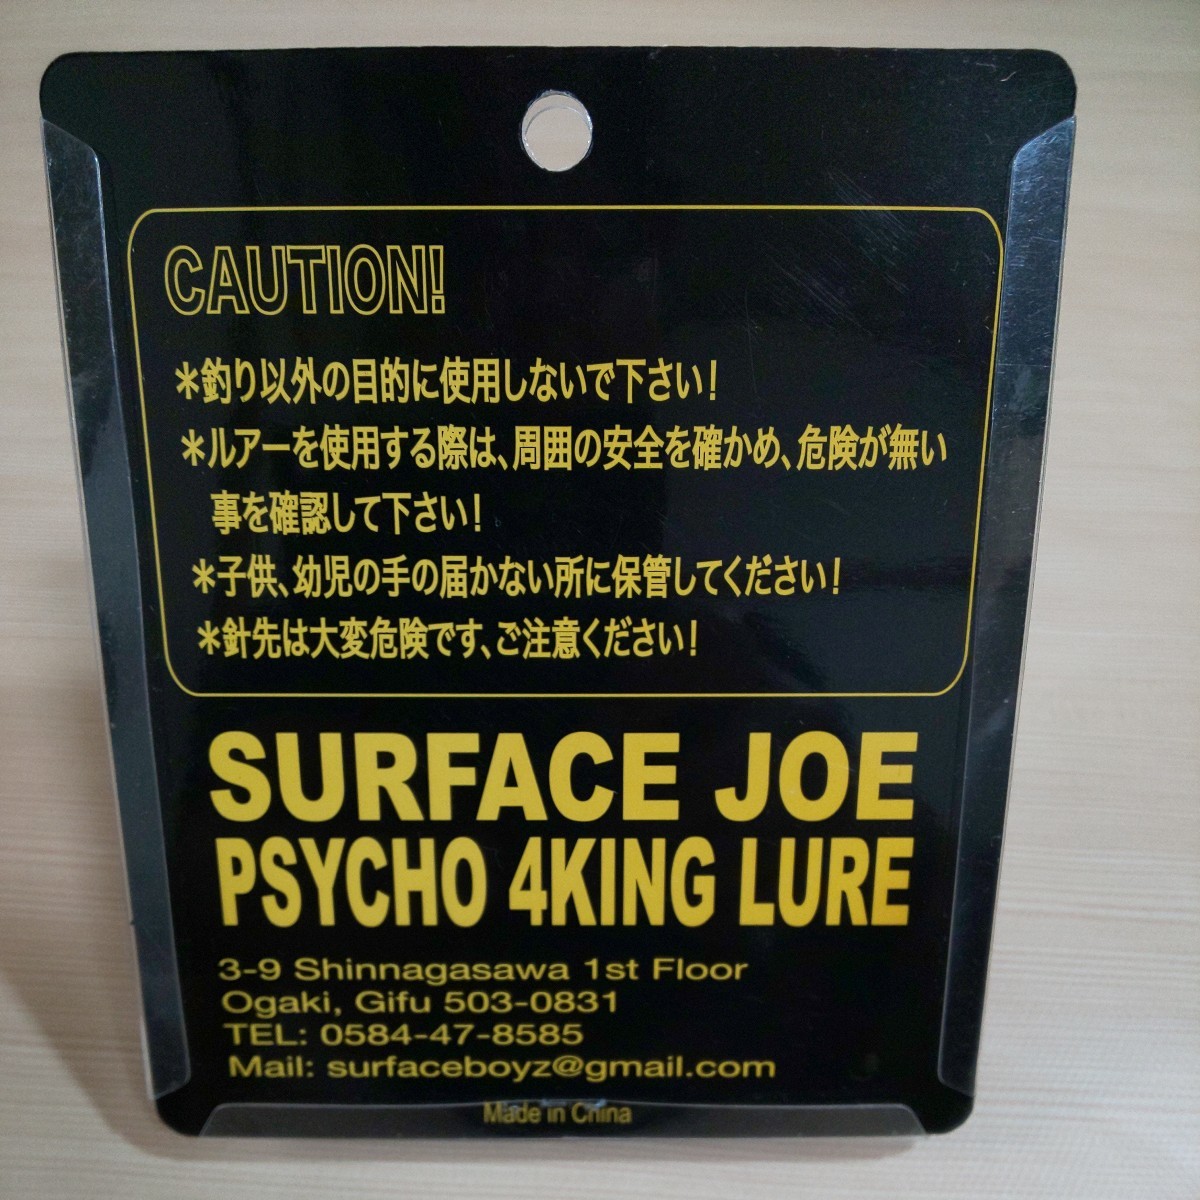 CAUTION!
＊釣り以外の目的に使用しないで下さい！
＊ルアーを使用する際は、周囲の安全を確かめ、危険が無い
事を確認して下さい！
＊子供、幼児の手の届かない所に保管してください！
＊針先は大変危険です、ご注意ください！
SURFACE JOE
PSYCHO 4KING LURE
3-9 Shinnagasawa 1st Floor
Ogaki, Gifu 503-0831
TEL: 0584-47-8585
Mail: surfaceboyz@gmail.com
Made in China